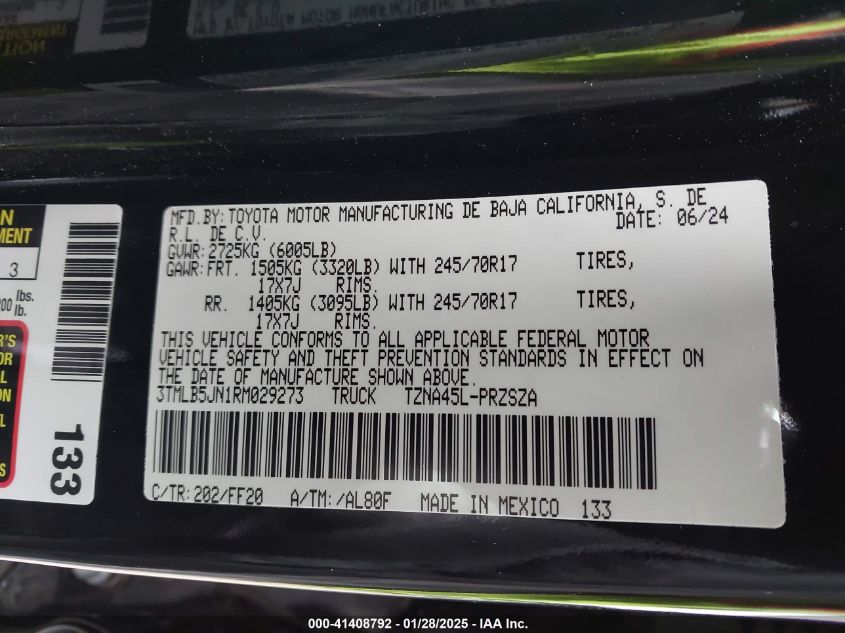 MFD.BY: TOYOTA MOTOR MANUFACTURING DE BAJA CALIFORNIA, S. DE
R.L. DE C.V. DATE: 06/24
GVWR: 2725KG (6005LB)
GAWR: FRT. 1505KG (3320LB) WITH 245/70R17 TIRES,
17X7J RIMS.
RR. 1405KG (3095LB) WITH 245/70R17 TIRES,
17X7J RIMS.
THIS VEHICLE CONFORMS TO ALL APPLICABLE FEDERAL MOTOR
VEHICLE SAFETY AND THEFT PREVENTION STANDARDS IN EFFECT ON
THE DATE OF MANUFACTURE SHOWN ABOVE.
3TMLB5JN1RM029273 TRUCK TZNA45L-PRZSZA
C/TR: 202/FF20 A/TM: /AL80F MADE IN MEXICO 133
3
lbs.
lb.
133
000-41408792 - 01/28/2025 - IAA Inc.